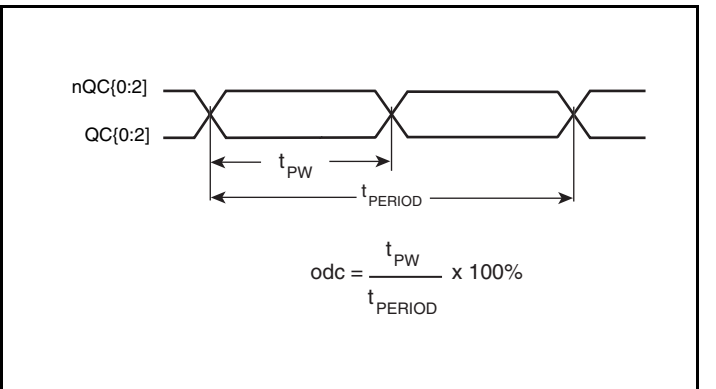 nQC{0:2]
QC{0:2]
tPW
tPERIOD
odc = tPW / tPERIOD x 100%